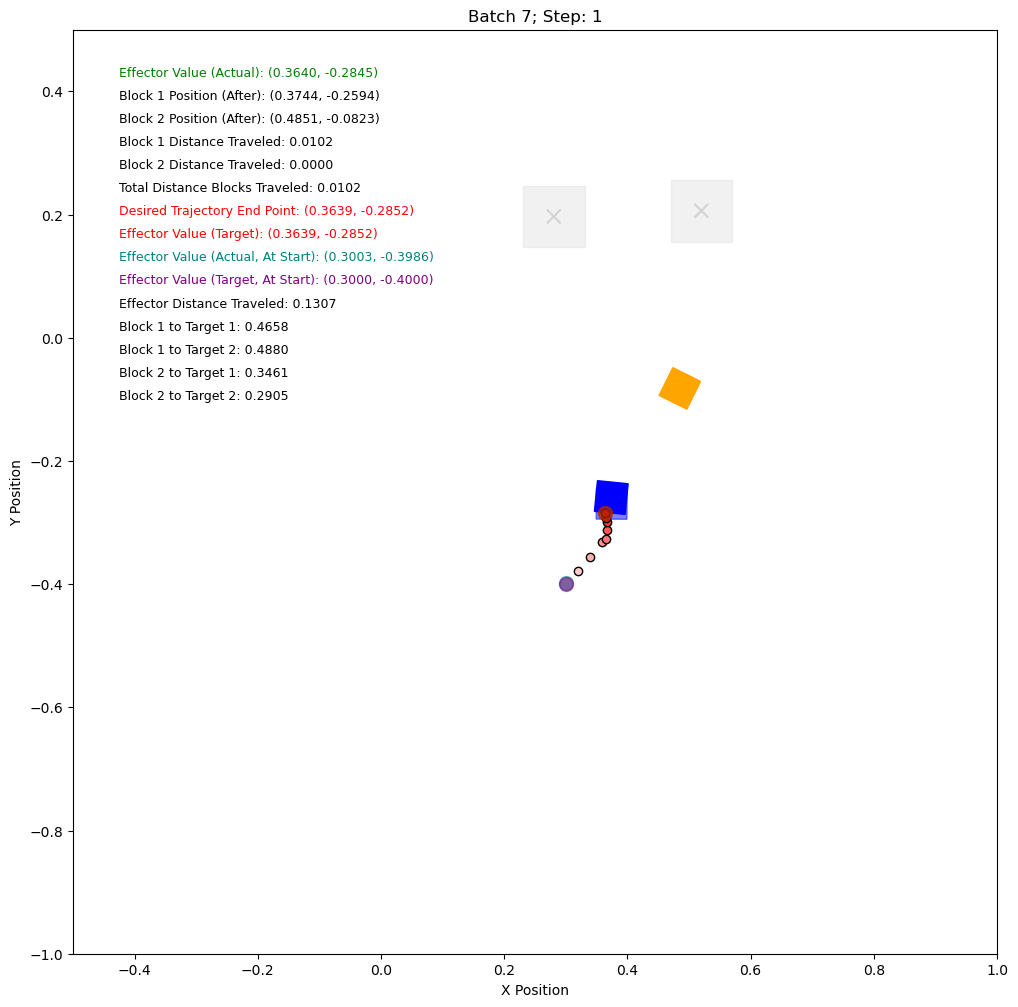 Batch 7; Step: 1
Effector Value (Actual): (0.3640, -0.2845)
Block 1 Position (After): (0.3744, -0.2594)
Block 2 Position (After): (0.4851, -0.0823)
Block 1 Distance Traveled: 0.0102
Block 2 Distance Traveled: 0.0000
Total Distance Blocks Traveled: 0.0102
Desired Trajectory End Point: (0.3639, -0.2852)
Effector Value (Target): (0.3639, -0.2852)
Effector Value (Actual, At Start): (0.3003, -0.3986)
Effector Value (Target, At Start): (0.3000, -0.4000)
Effector Distance Traveled: 0.1307
Block 1 to Target 1: 0.4658
Block 1 to Target 2: 0.4880
Block 2 to Target 1: 0.3461
Block 2 to Target 2: 0.2905
Y Position
0.4
0.2
0.0
−0.2
−0.4
−0.6
−0.8
−1.0
−0.4
−0.2
0.0
0.2
0.4
0.6
0.8
1.0
X Position